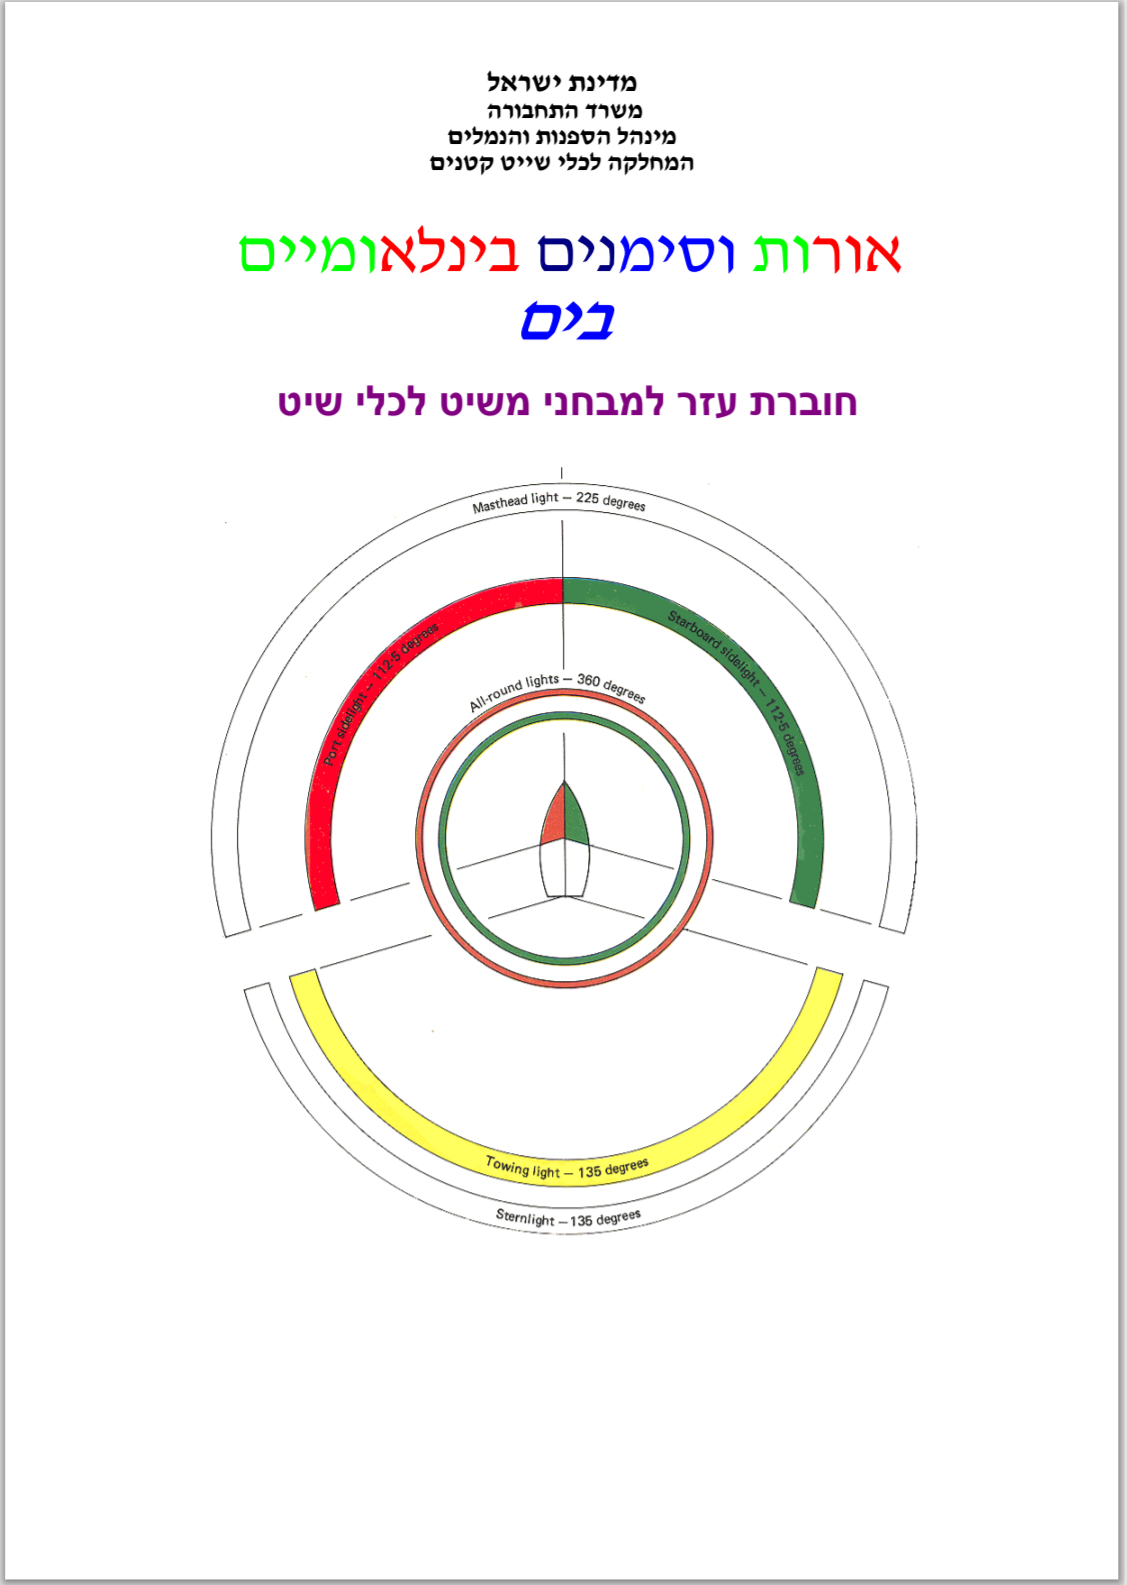 מדינת ישראל
משרד התחבורה
מינהל הספנות והנמלים
המחלקה לכלי שייט קטנים
אורות וסימנים בינלאומיים
בים
חוברת עזר למבחני משיט לכלי שיט
Masthead light – 225 degrees
Port sidelight – 112·5 degrees
Starboard sidelight – 112·5 degrees
All-round lights – 360 degrees
Towing light – 135 degrees
Sternlight – 135 degrees